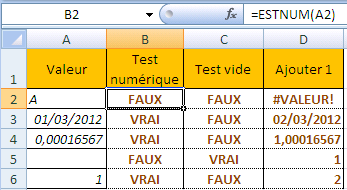 B2 fx =ESTNUM(A2)
A B C D
1 Valeur Test numérique Test vide Ajouter 1
2 A FAUX FAUX #VALEUR!
3 01/03/2012 VRAI FAUX 02/03/2012
4 0,00016567 VRAI FAUX 1,00016567
5 FAUX VRAI 1
6 1 VRAI FAUX 2